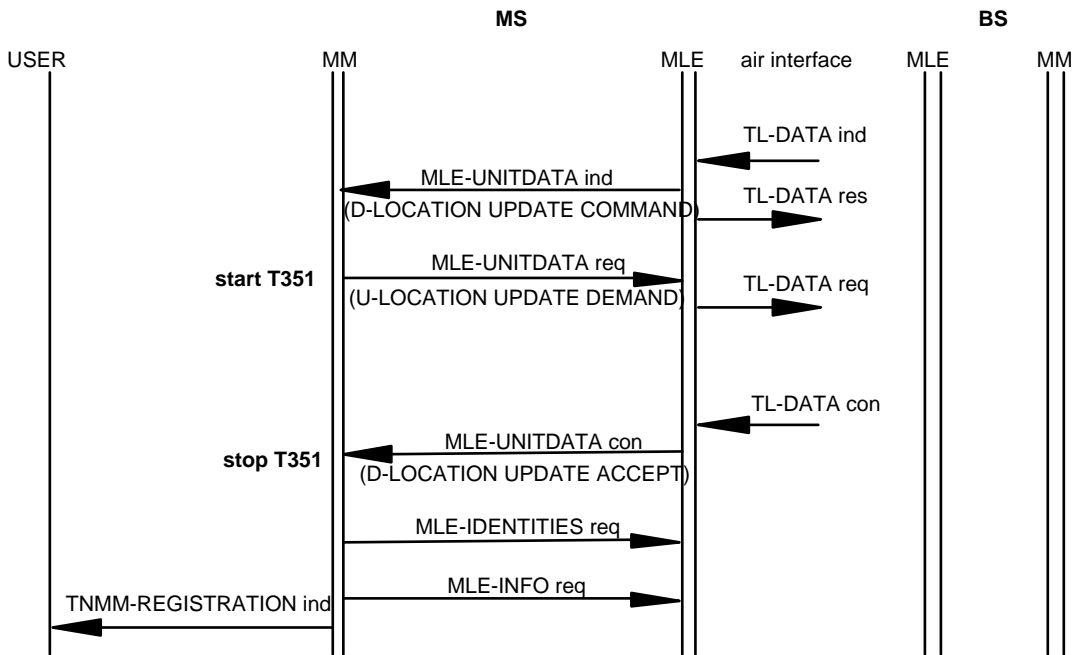 MS BS
USER MM MLE air interface MLE MM
TL-DATA ind
MLE-UNITDATA ind
TL-DATA res
(D-LOCATION UPDATE COMMAND)
MLE-UNITDATA req
start T351
TL-DATA req
(U-LOCATION UPDATE DEMAND)
TL-DATA con
MLE-UNITDATA con
stop T351
(D-LOCATION UPDATE ACCEPT)
MLE-IDENTITIES req
MLE-INFO req
TNMM-REGISTRATION ind